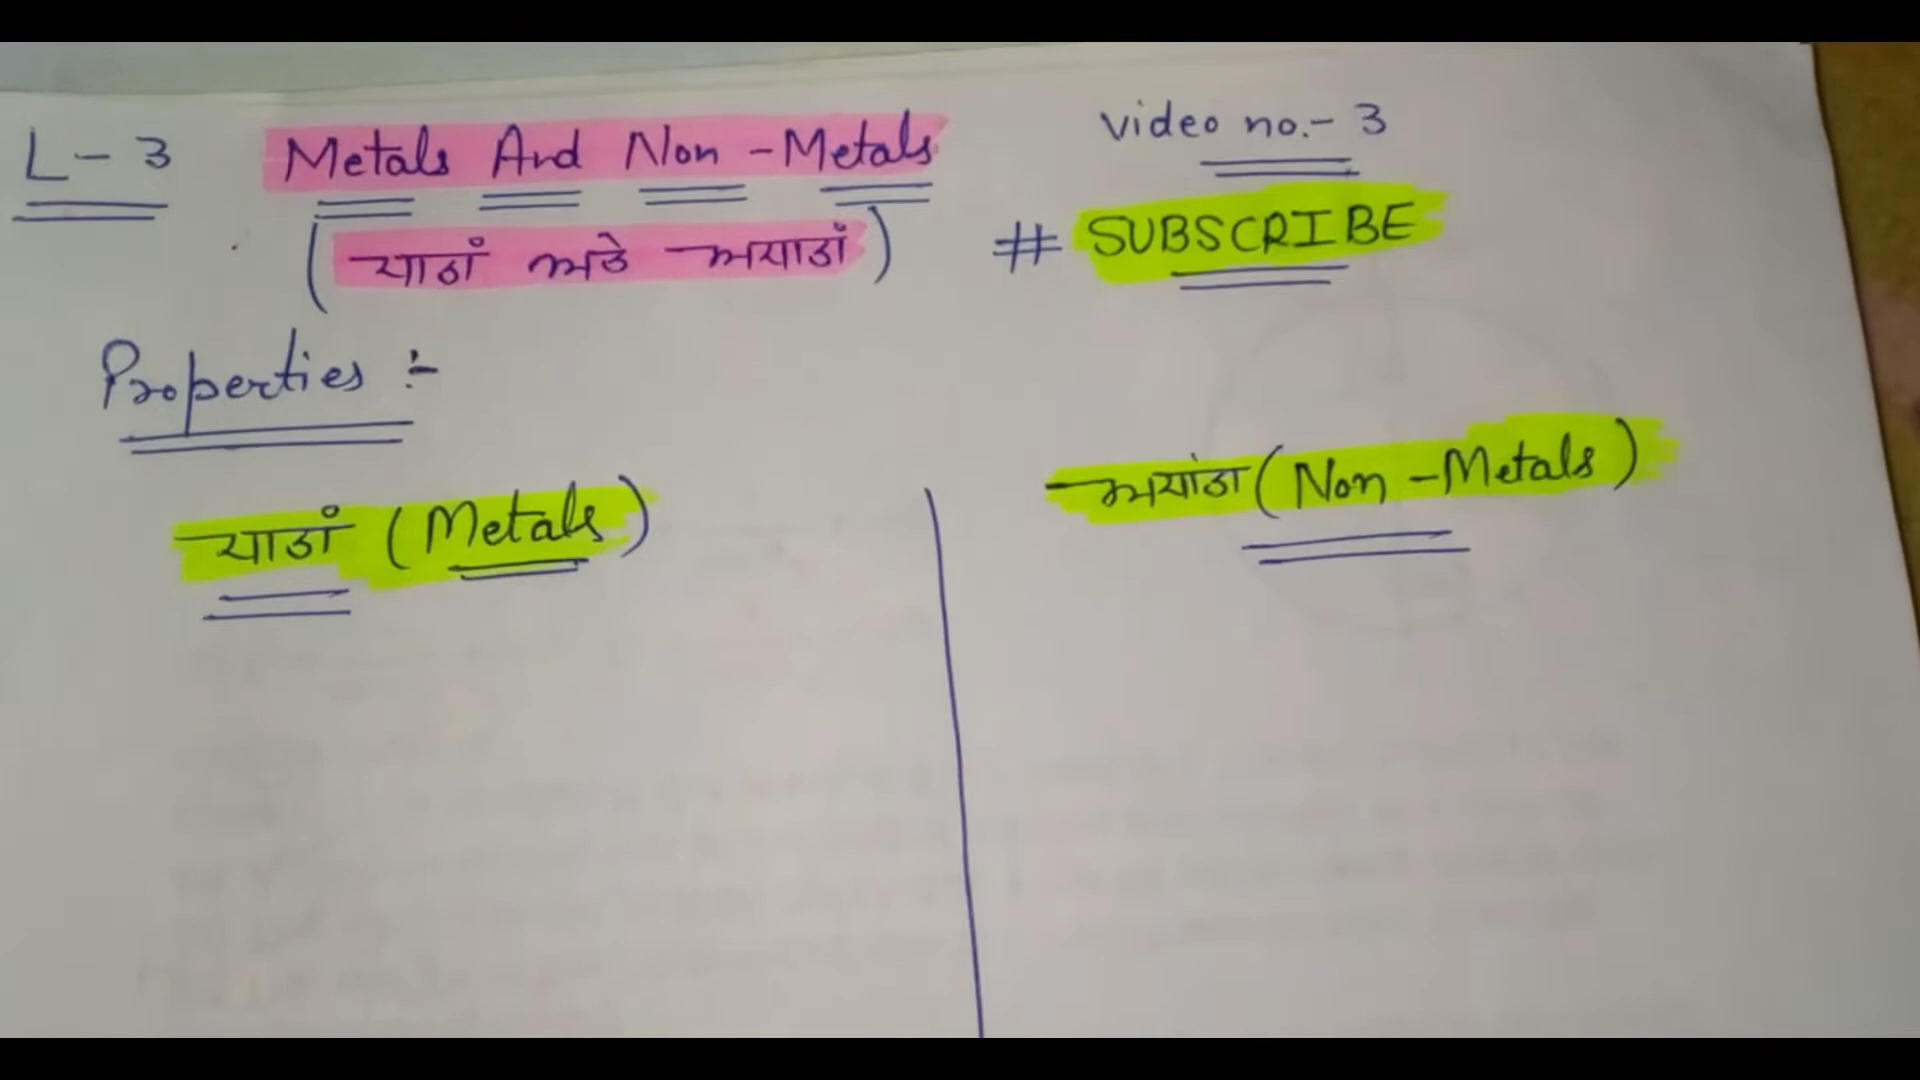 L-3 Metals And Non-Metals
(ਧਾਤਾਂ ਅਤੇ ਅਧਾਤਾਂ)
Video no.- 3
# SUBSCRIBE
Properties :-
ਧਾਤਾਂ (Metals)
ਅਧਾਂਤਾ (Non-Metals)